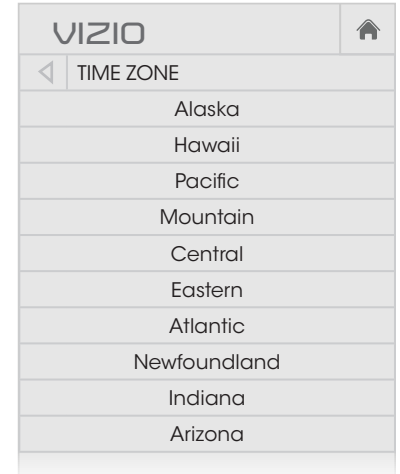 VIZIO
TIME ZONE
Alaska
Hawaii
Pacific
Mountain
Central
Eastern
Atlantic
Newfoundland
Indiana
Arizona